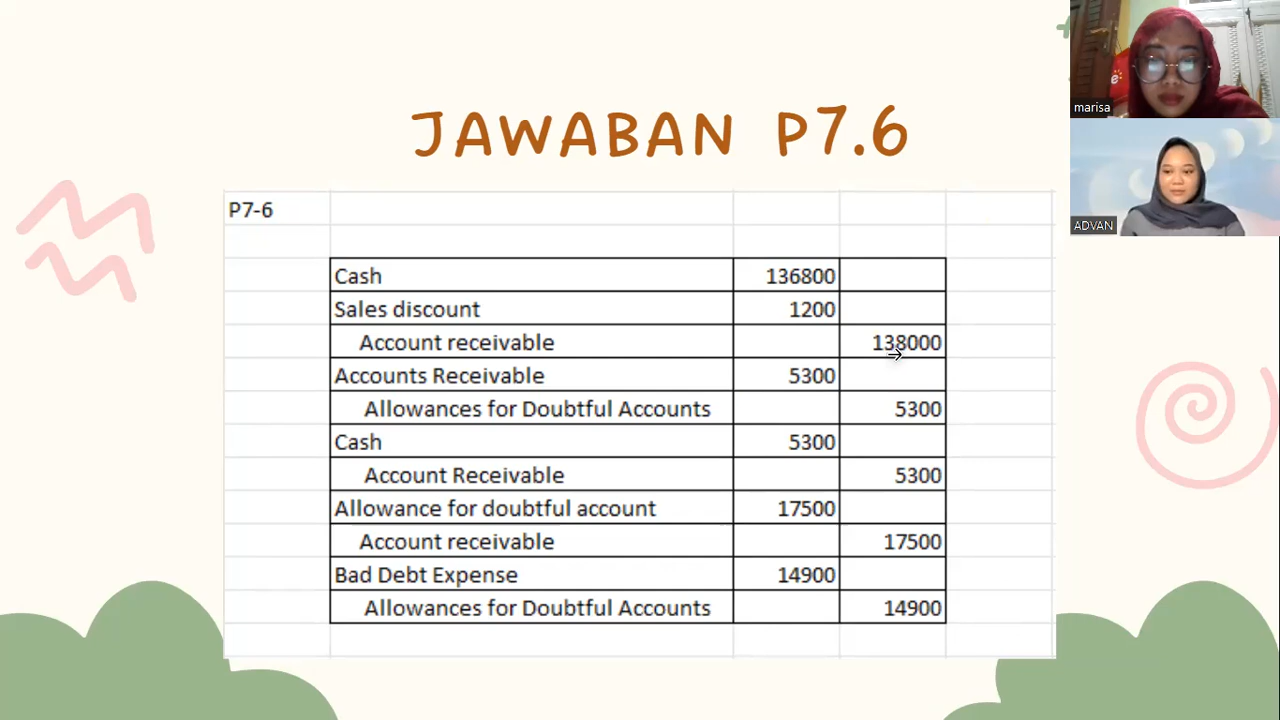 JAWABAN P7.6
P7-6
Cash 136800
Sales discount 1200
Account receivable 138000
Accounts Receivable 5300
Allowances for Doubtful Accounts 5300
Cash 5300
Account Receivable 5300
Allowance for doubtful account 17500
Account receivable 17500
Bad Debt Expense 14900
Allowances for Doubtful Accounts 14900
marisa
ADVAN